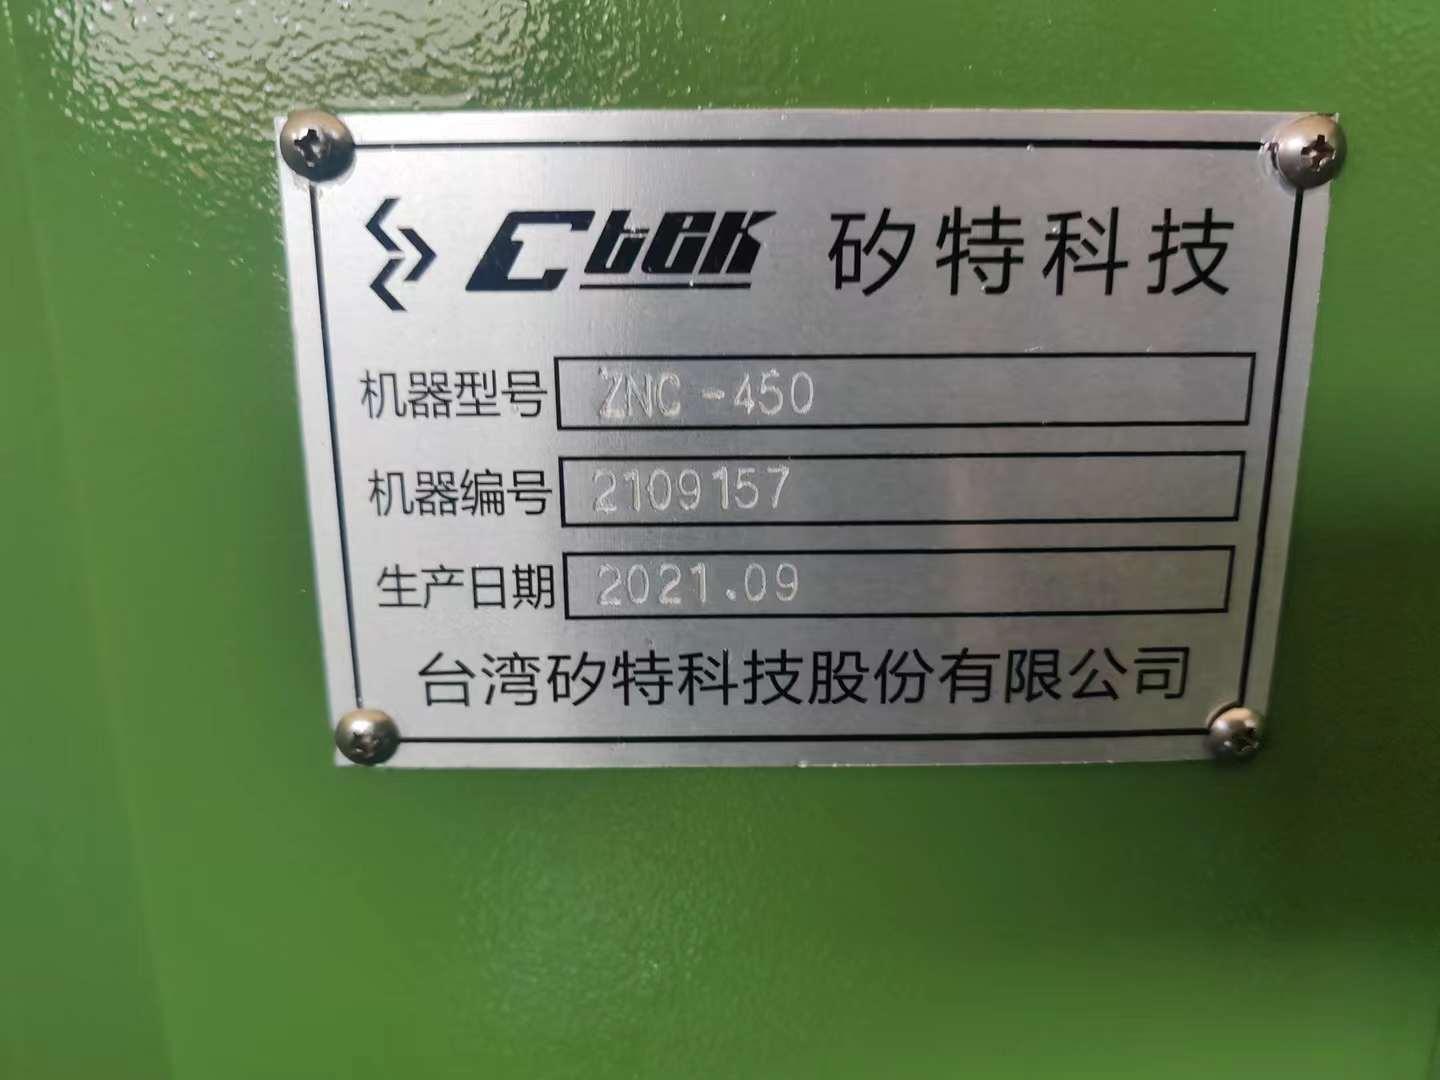 Ctek 矽特科技
机器型号 ZNC-450
机器编号 2109157
生产日期 2021.09
台湾矽特科技股份有限公司